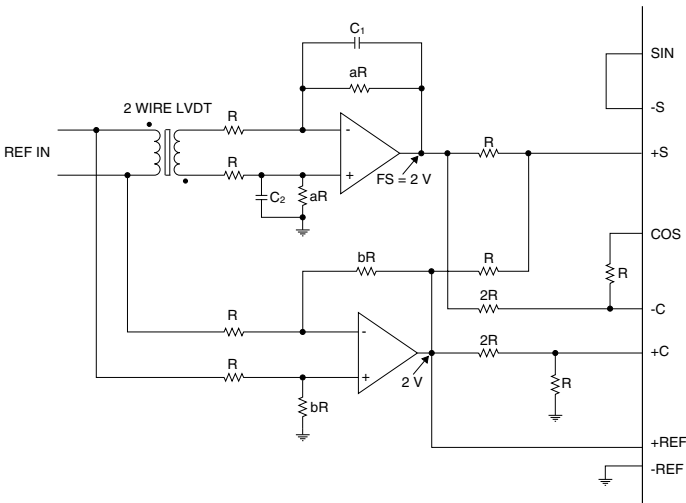 C₁
aR
SIN
-S
2 WIRE LVDT
R
-
R
+S
REF IN
R
+
FS = 2 V
C₂
aR
COS
bR
R
R
2R
-C
R
-
2R
+C
R
+
2 V
R
bR
+REF
-REF